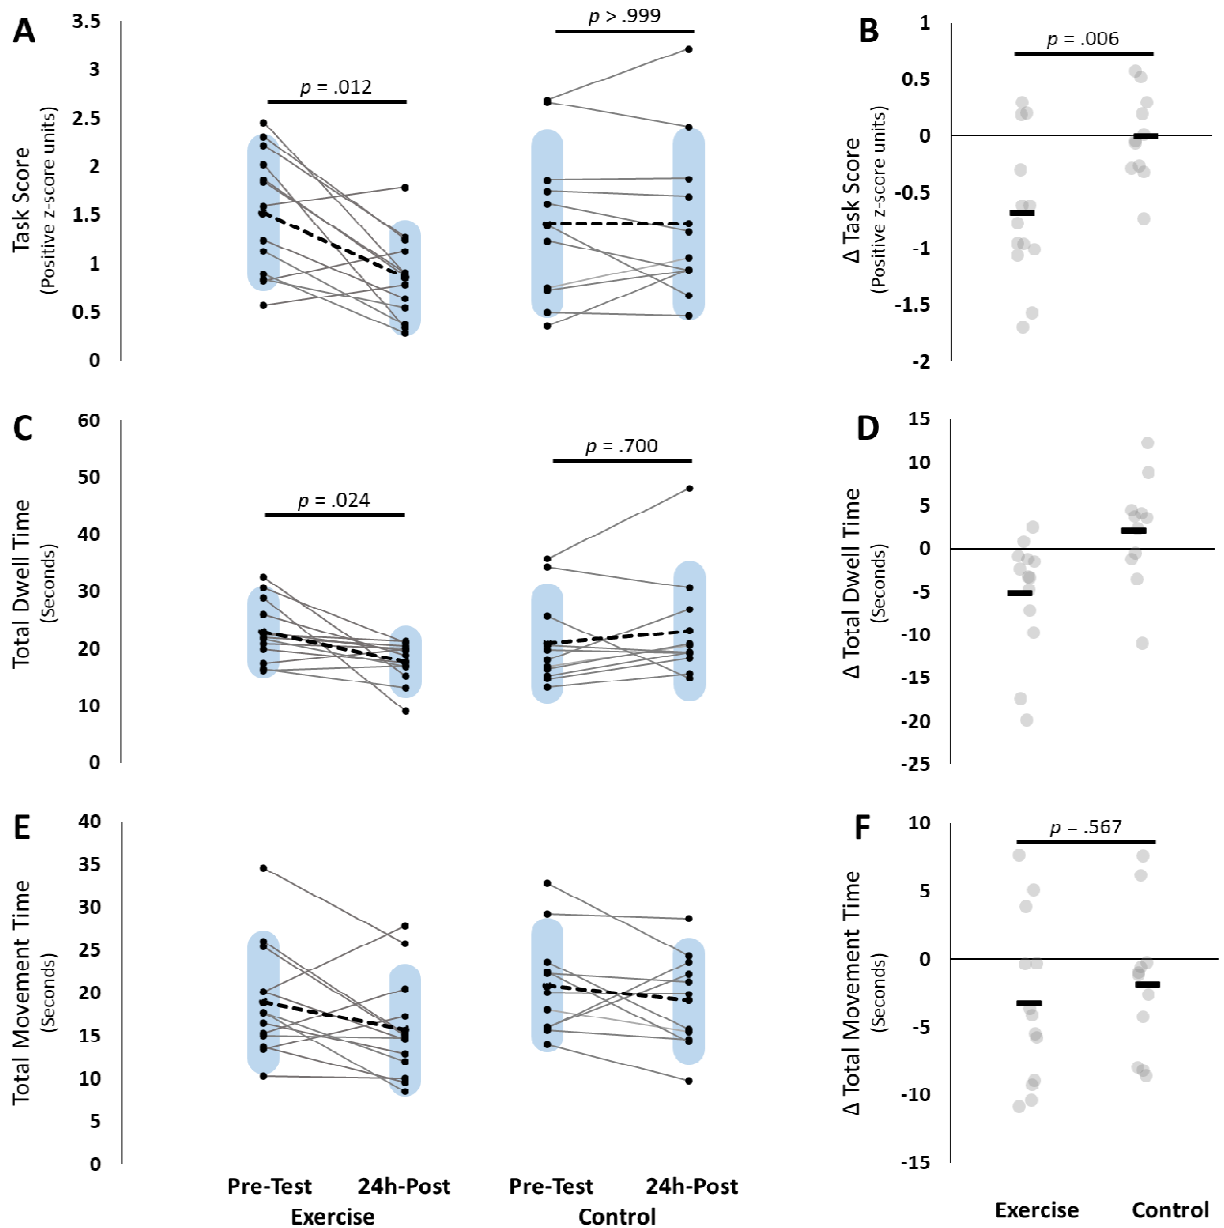 A
Task Score
(Positive z-score units)
3.5
3
2.5
2
1.5
1
0.5
0
p = .012
p > .999
B
Δ Task Score
(Positive z-score units)
1
0.5
0
-0.5
-1
-1.5
-2
p = .006
C
Total Dwell Time
(Seconds)
60
50
40
30
20
10
0
p = .024
p = .700
D
Δ Total Dwell Time
(Seconds)
15
10
5
0
-5
-10
-15
-20
-25
E
Total Movement Time
(Seconds)
40
35
30
25
20
15
10
5
0
Pre-Test 24h-Post Pre-Test 24h-Post
Exercise Control
F
Δ Total Movement Time
(Seconds)
10
5
0
-5
-10
-15
p = .567
Exercise Control